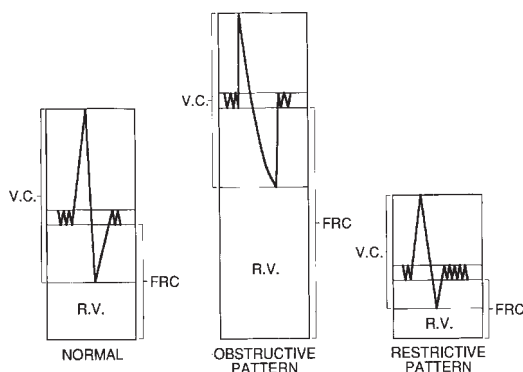 V.C.
FRC
R.V.
NORMAL
V.C.
FRC
R.V.
OBSTRUCTIVE
PATTERN
V.C.
FRC
R.V.
RESTRICTIVE
PATTERN